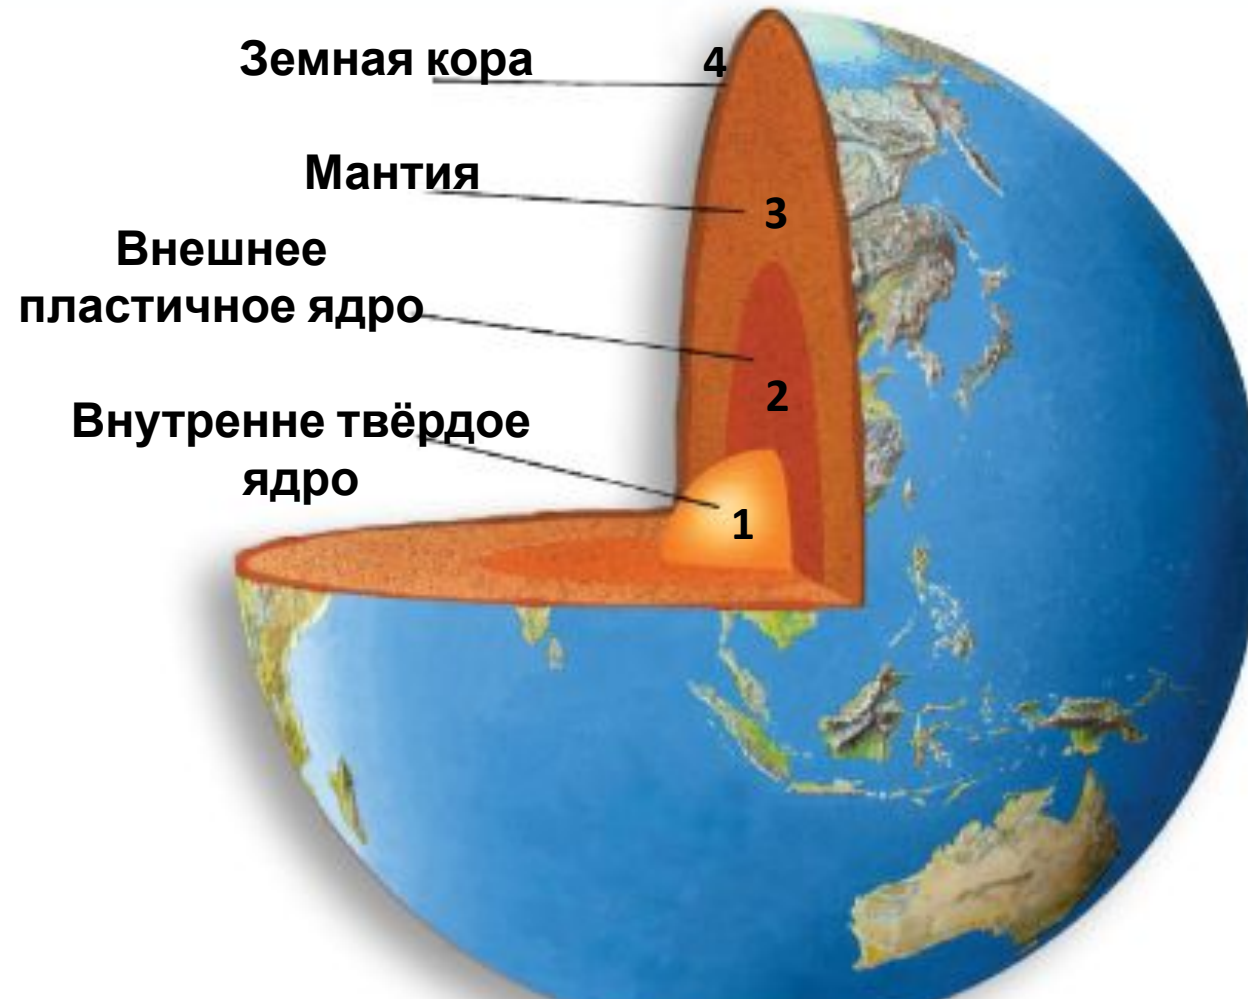 Земная кора
4
Мантия
3
Внешнее
пластичное ядро
2
Внутренне твёрдое
ядро
1